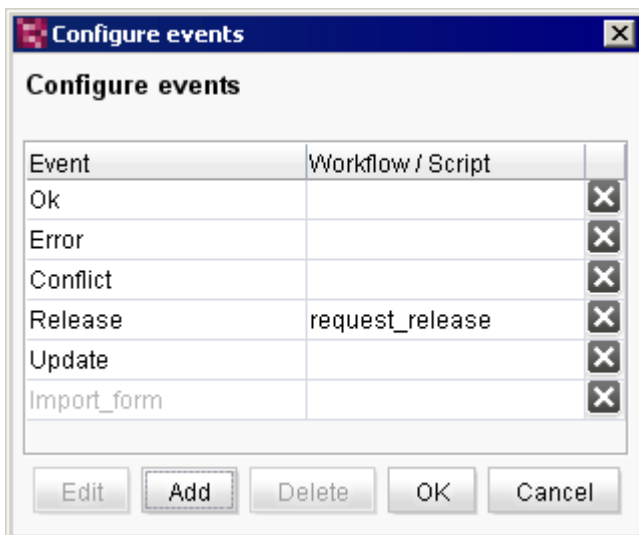 Configure events
Configure events
Event Workflow / Script
Ok
Error
Conflict
Release request_release
Update
Import_form
Edit Add Delete OK Cancel